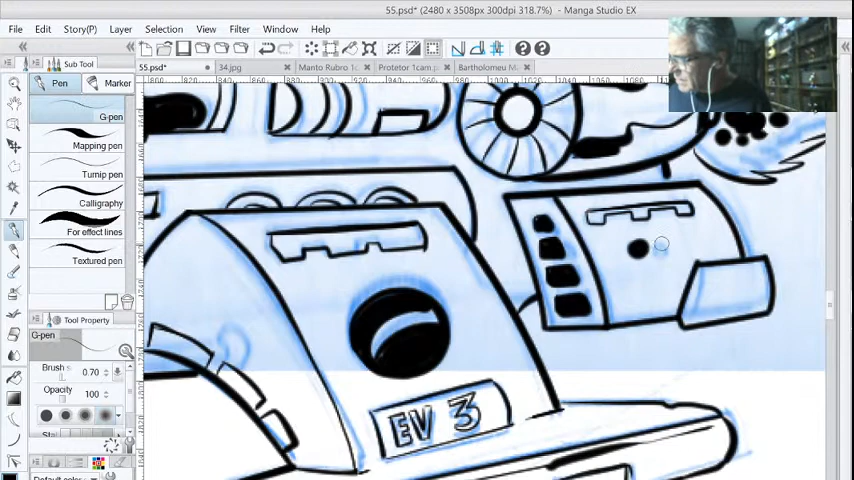 55.psd* (2480 x 3508px 300dpi 318.7%) - Manga Studio EX
File Edit Story(P) Layer Selection Filter Window Help
Sub Tool
55.psd* 34.jpg Manto Rubro 1c Protetor 1cam.p Bartholomeu M
Pen Marker
G-pen
Mapping pen
Turnip pen
Calligraphy
For effect lines
Textured pen
Tool Property
G-pen
Brush 0.70
Opacity 100
Default color
EV 3